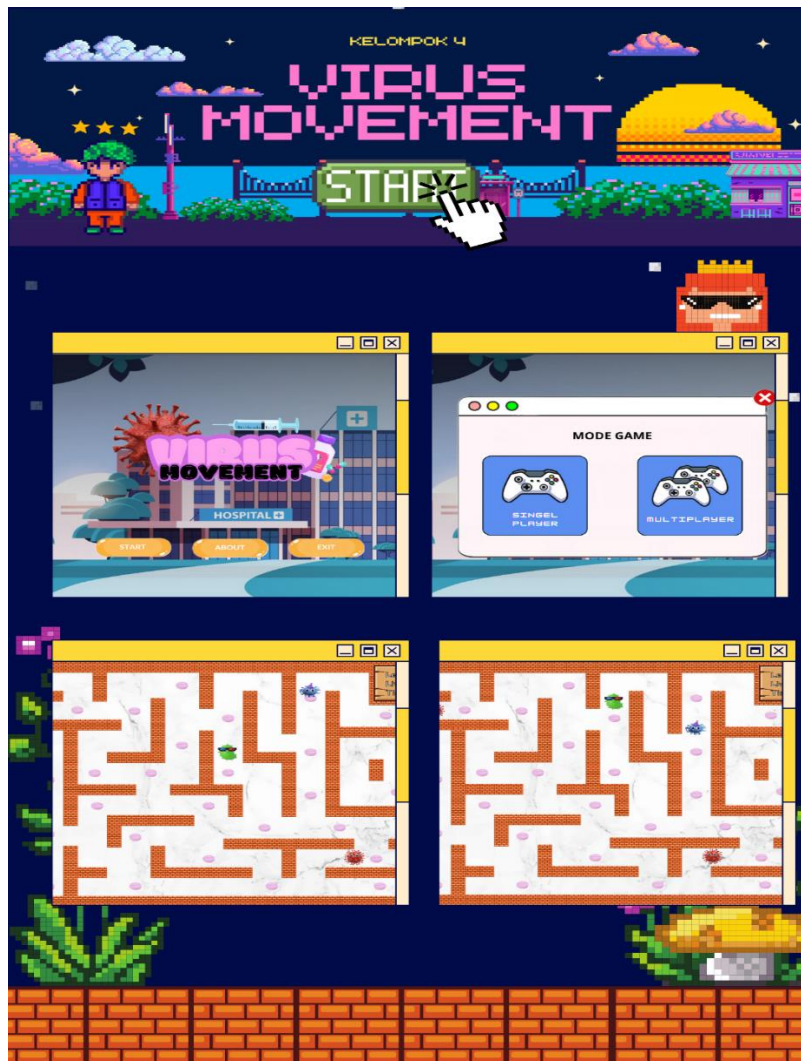 KELOMPOK 4
VIRUS
MOVEMENT
START
VIRUS
MOVEMENT
HOSPITAL
START
ABOUT
EXIT
MODE GAME
SINGEL
PLAYER
MULTIPLAYER